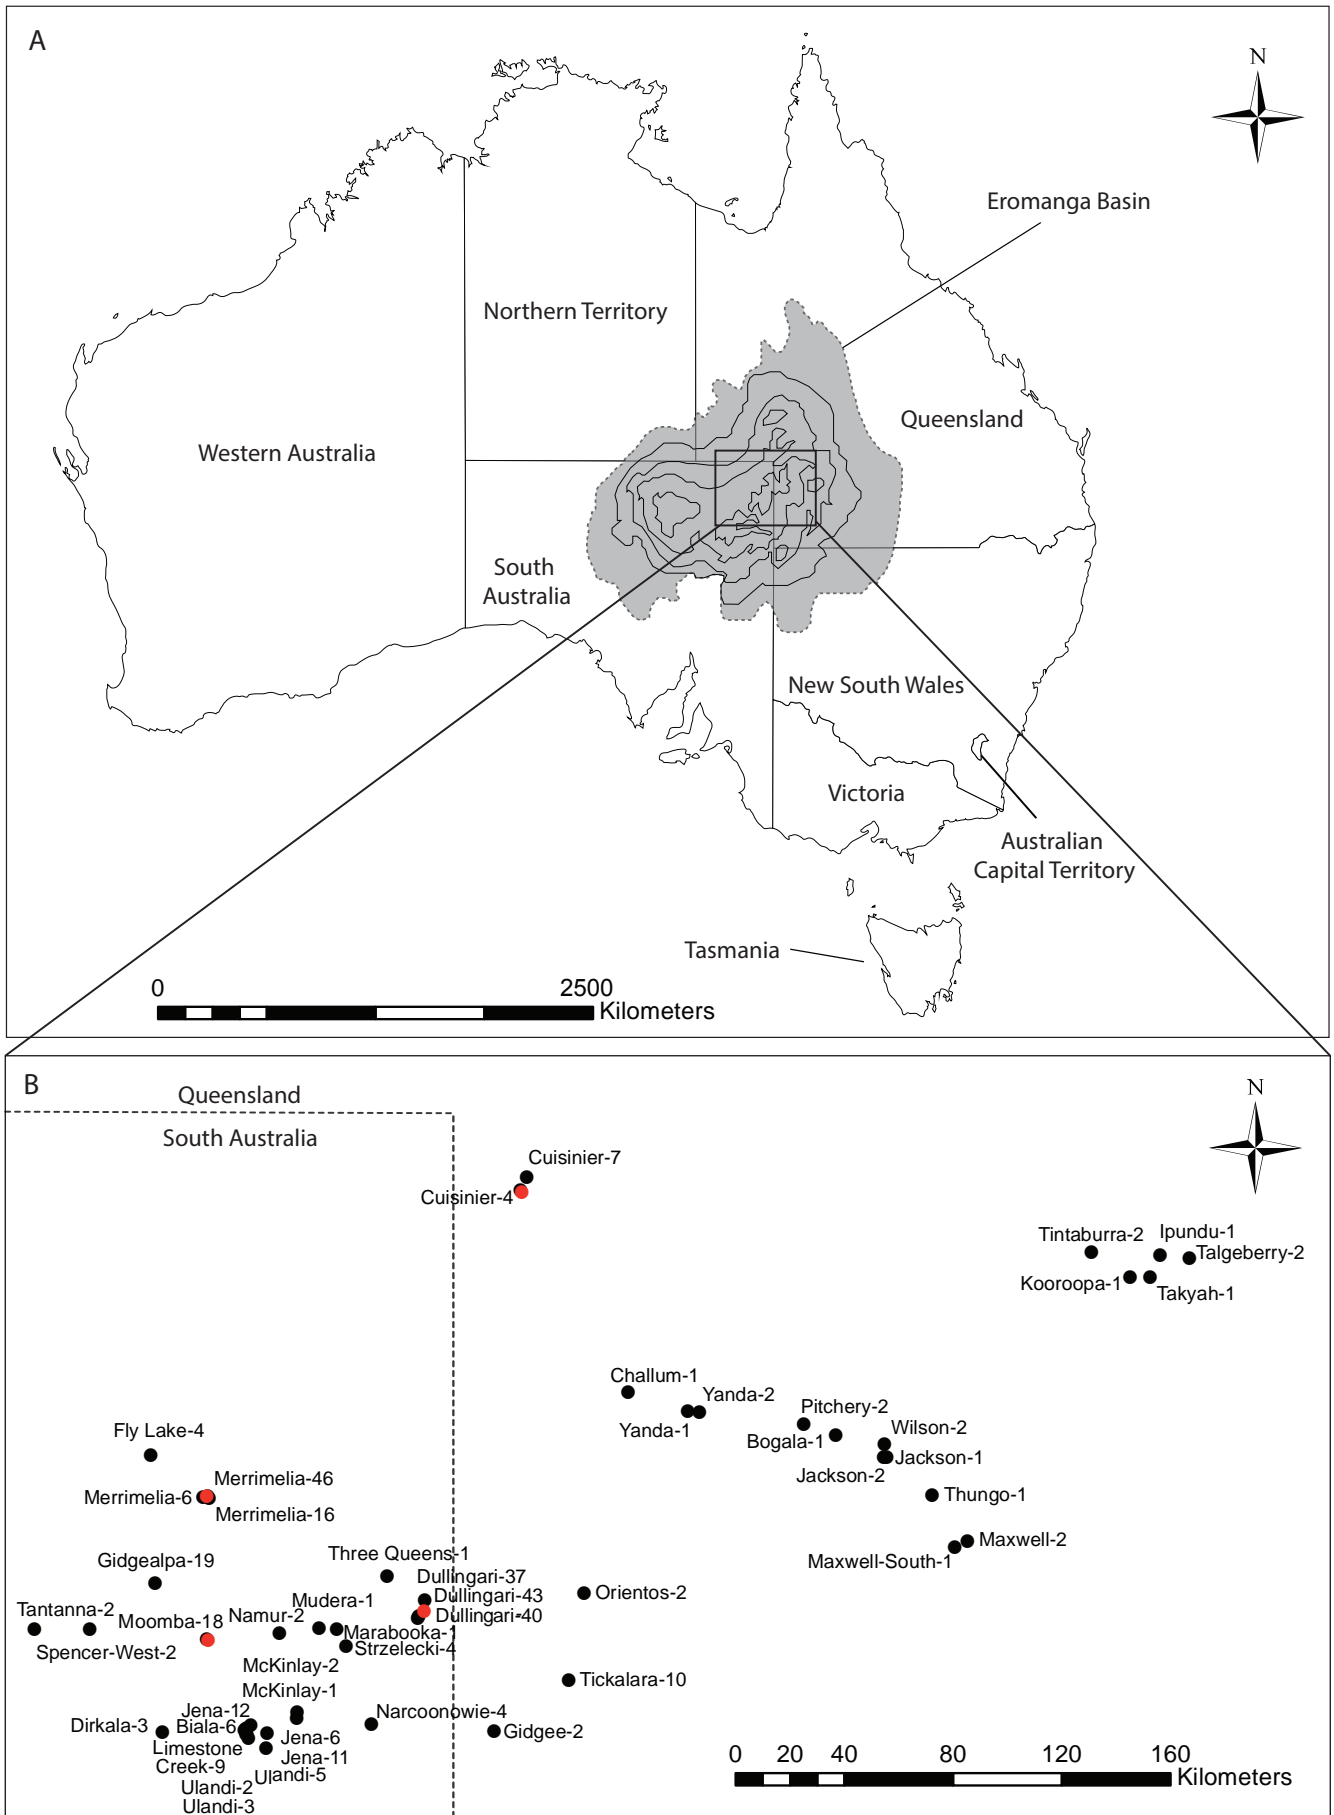 A
N
Eromanga Basin
Northern Territory
Queensland
Western Australia
South
Australia
New South Wales
Victoria
Australian
Capital Territory
Tasmania
0 2500
Kilometers
B
Queensland
South Australia
N
Cuisinier-7
Cuisinier-4
Tintaburra-2
Ipundu-1
Talgeberry-2
Kooroopa-1
Takyah-1
Challum-1
Yanda-2
Yanda-1
Pitchery-2
Bogala-1
Wilson-2
Jackson-1
Jackson-2
Thungo-1
Maxwell-2
Maxwell-South-1
Fly Lake-4
Merrimelia-46
Merrimelia-6
Merrimelia-16
Gidgealpa-19
Three Queens-1
Dullingari-37
Dullingari-43
Dullingari-40
Orientos-2
Tantanna-2
Spencer-West-2
Moomba-18
Namur-2
Mudera-1
Marabooka-1
Strzelecki-4
McKinlay-2
McKinlay-1
Tickalara-10
Narcoonowie-4
Gidgee-2
Dirkala-3
Jena-12
Biala-6
Limestone
Creek-9
Jena-6
Jena-11
Ulandi-5
Ulandi-2
Ulandi-3
0 20 40 80 120 160
Kilometers